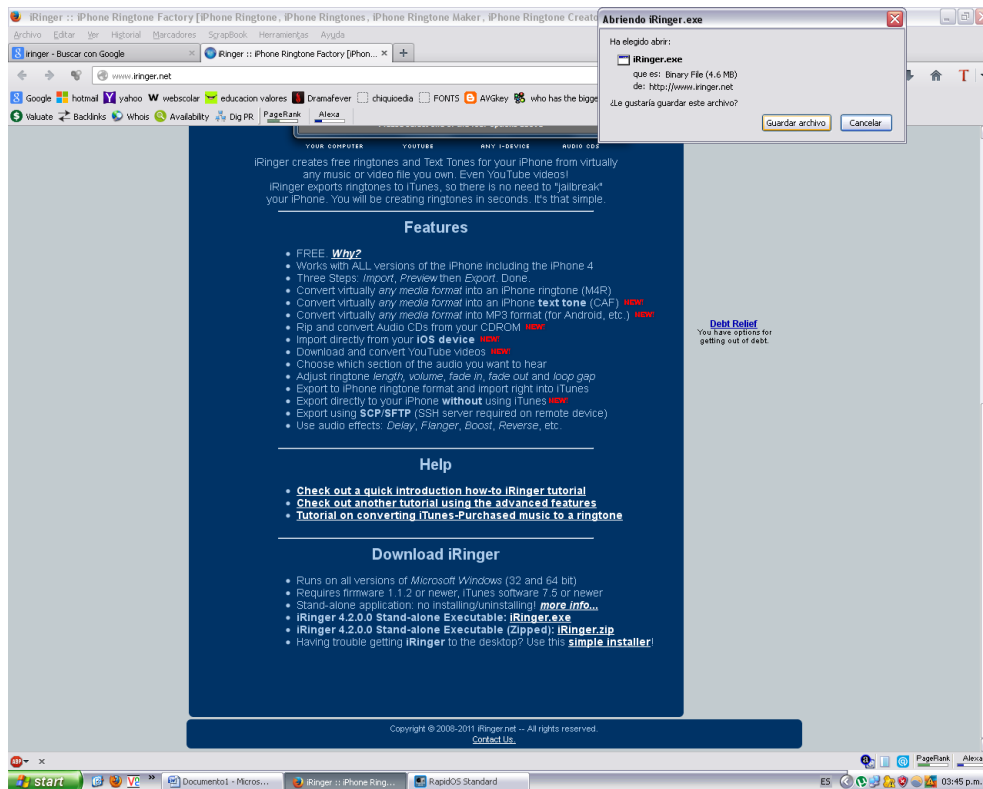 iRinger :: iPhone Ringtone Factory [iPhone Ringtone, iPhone Ringtones, iPhone Ringtone Maker, iPhone Ringtone Creato
Archivo Editar Ver Historial Marcadores ScrapBook Herramientas Ayuda
iringer - Buscar con Google
iRinger :: iPhone Ringtone Factory [iPhon...
www.iringer.net
Google hotmail yahoo webscolar educacion valores Dramafever chiquioedia FONTS AVGkey who has the bigge
Valuate Backlinks Whois Availability Dig PR PageRank Alexa
Abriendo iRinger.exe
Ha elegido abrir:
iRinger.exe
que es: Binary File (4.6 MB)
de: http://www.iringer.net
¿Le gustaría guardar este archivo?
Guardar archivo Cancelar
YOUR COMPUTER YOUTUBE ANY I-DEVICE AUDIO CDS
iRinger creates free ringtones and Text Tones for your iPhone from virtually
any music or video file you own. Even YouTube videos!
iRinger exports ringtones to iTunes, so there is no need to "jailbreak"
your iPhone. You will be creating ringtones in seconds. It's that simple.
Features
FREE. Why?
Works with ALL versions of the iPhone including the iPhone 4
Three Steps: Import, Preview then Export. Done.
Convert virtually any media format into an iPhone ringtone (M4R)
Convert virtually any media format into an iPhone text tone (CAF) NEW!
Convert virtually any media format into MP3 format (for Android, etc.) NEW!
Rip and convert Audio CDs from your CDROM NEW!
Import directly from your iOS device NEW!
Download and convert YouTube videos NEW!
Choose which section of the audio you want to hear
Adjust ringtone length, volume, fade in, fade out and loop gap
Export to iPhone ringtone format and import right into iTunes
Export directly to your iPhone without using iTunes NEW!
Export using SCP/SFTP (SSH server required on remote device)
Use audio effects: Delay, Flanger, Boost, Reverse, etc.
Debt Relief
You have options for
getting out of debt.
Help
Check out a quick introduction how-to iRinger tutorial
Check out another tutorial using the advanced features
Tutorial on converting iTunes-Purchased music to a ringtone
Download iRinger
Runs on all versions of Microsoft Windows (32 and 64 bit)
Requires firmware 1.1.2 or newer, iTunes software 7.5 or newer
Stand-alone application: no installing/uninstalling! more info...
iRinger 4.2.0.0 Stand-alone Executable: iRinger.exe
iRinger 4.2.0.0 Stand-alone Executable (Zipped): iRinger.zip
Having trouble getting iRinger to the desktop? Use this simple installer!
Copyright © 2008-2011 iRinger.net -- All rights reserved.
Contact Us.
PageRank Alexa
start Documento1 - Micros... iRinger :: iPhone Ring... RapidOS Standard ES 03:45 p.m.